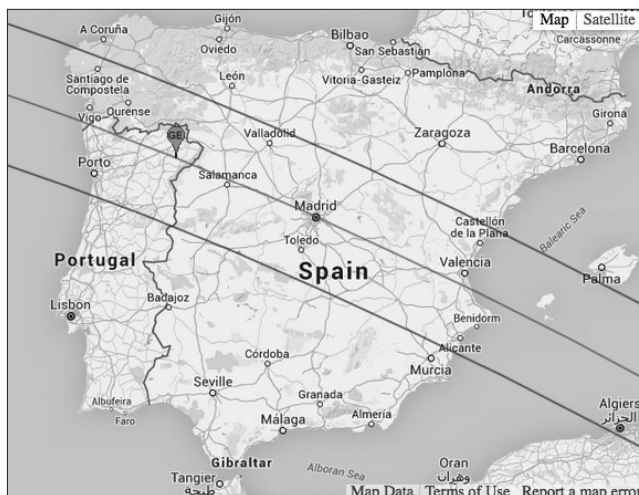 Map Satellite
Gijón
A Coruña
Carcassonne
Oviedo
Bilbao
San Sebastián
Santiago de
Compostela
León
Vitoria-Gasteiz
Pamplona
Andorra
Vigo
Ourense
Girona
GE
Valladolid
Zaragoza
Barcelona
Porto
Salamanca
Madrid
Castellón
de la Plana
Balearic Sea
Toledo
Portugal
Spain
Valencia
Palma
Lisbon
Badajoz
Benidorm
Alicante
Córdoba
Murcia
Seville
Granada
Albufeira
Faro
Málaga
Almería
Algiers
الجزائر
Gibraltar
Alboran Sea
Oran
وهران
Tangier
طنجة
Map Data Terms of Use Report a map error